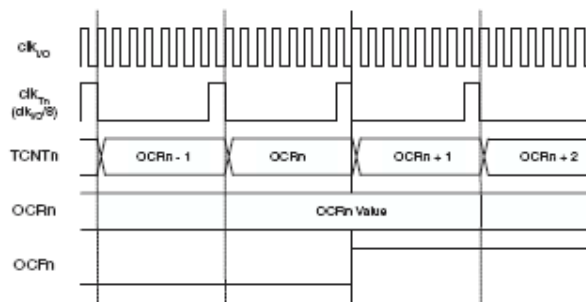 clkI/O
clkTn
(clkI/O/8)
TCNTn OCRn - 1 OCRn OCRn + 1 OCRn + 2
OCRn OCRn Value
OCFn